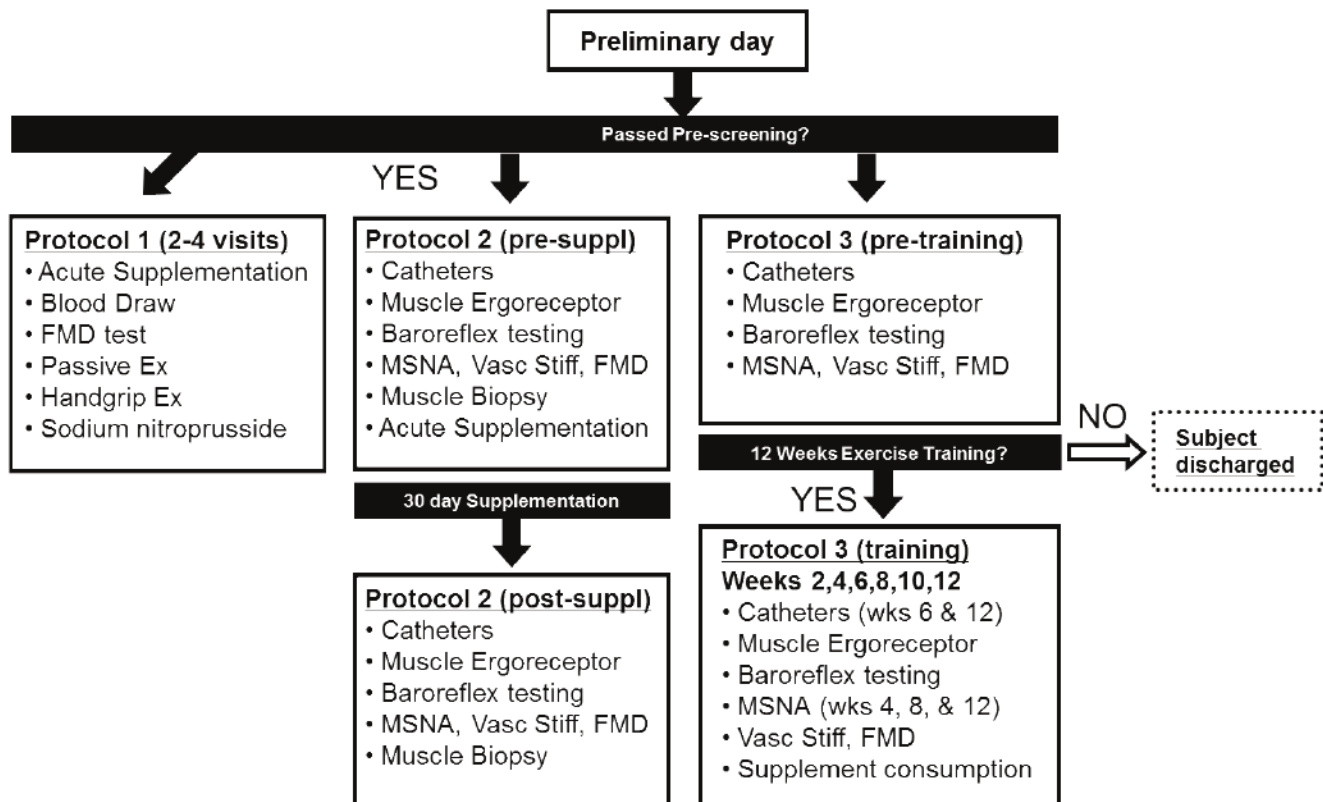 Preliminary day
Passed Pre-screening?
YES
Protocol 1 (2-4 visits)
• Acute Supplementation
• Blood Draw
• FMD test
• Passive Ex
• Handgrip Ex
• Sodium nitroprusside
Protocol 2 (pre-suppl)
• Catheters
• Muscle Ergoreceptor
• Baroreflex testing
• MSNA, Vasc Stiff, FMD
• Muscle Biopsy
• Acute Supplementation
30 day Supplementation
Protocol 2 (post-suppl)
• Catheters
• Muscle Ergoreceptor
• Baroreflex testing
• MSNA, Vasc Stiff, FMD
• Muscle Biopsy
Protocol 3 (pre-training)
• Catheters
• Muscle Ergoreceptor
• Baroreflex testing
• MSNA, Vasc Stiff, FMD
12 Weeks Exercise Training?
NO
Subject
discharged
YES
Protocol 3 (training)
Weeks 2,4,6,8,10,12
• Catheters (wks 6 & 12)
• Muscle Ergoreceptor
• Baroreflex testing
• MSNA (wks 4, 8, & 12)
• Vasc Stiff, FMD
• Supplement consumption